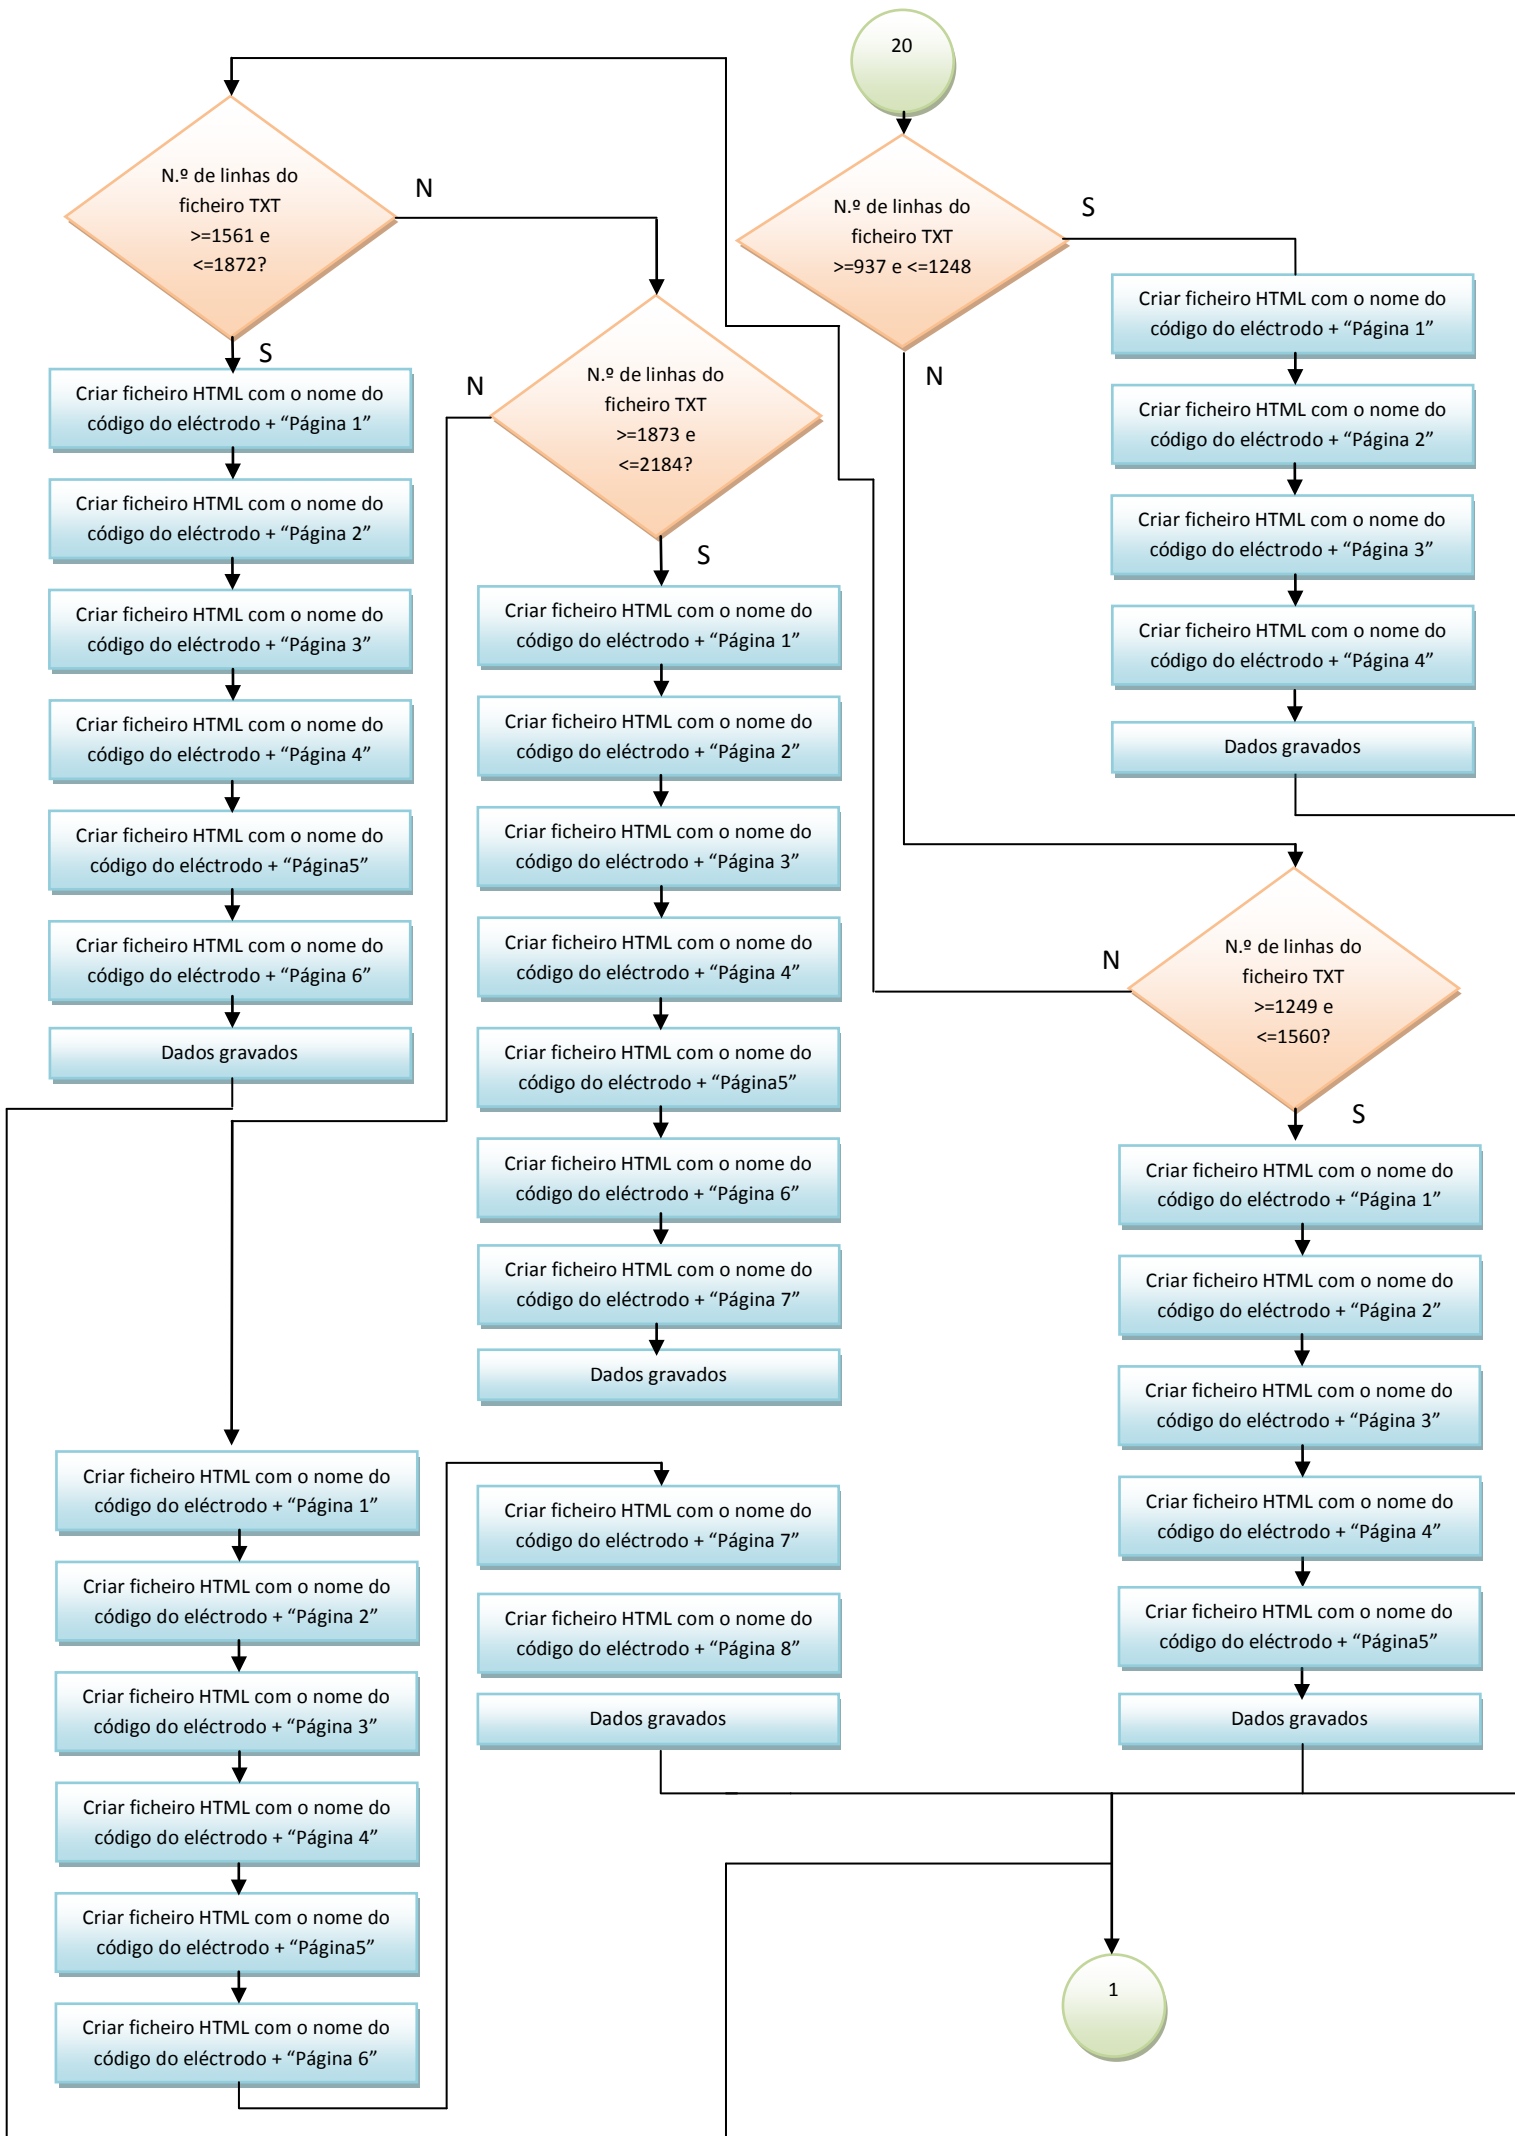 20
N.º de linhas do
ficheiro TXT
>=937 e <=1248
S
N
Criar ficheiro HTML com o nome do
código do eléctrodo + “Página 1”
Criar ficheiro HTML com o nome do
código do eléctrodo + “Página 2”
Criar ficheiro HTML com o nome do
código do eléctrodo + “Página 3”
Criar ficheiro HTML com o nome do
código do eléctrodo + “Página 4”
Dados gravados
N.º de linhas do
ficheiro TXT
>=1249 e
<=1560?
N
S
Criar ficheiro HTML com o nome do
código do eléctrodo + “Página 1”
Criar ficheiro HTML com o nome do
código do eléctrodo + “Página 2”
Criar ficheiro HTML com o nome do
código do eléctrodo + “Página 3”
Criar ficheiro HTML com o nome do
código do eléctrodo + “Página 4”
Criar ficheiro HTML com o nome do
código do eléctrodo + “Página5”
Dados gravados
N.º de linhas do
ficheiro TXT
>=1561 e
<=1872?
N
S
Criar ficheiro HTML com o nome do
código do eléctrodo + “Página 1”
Criar ficheiro HTML com o nome do
código do eléctrodo + “Página 2”
Criar ficheiro HTML com o nome do
código do eléctrodo + “Página 3”
Criar ficheiro HTML com o nome do
código do eléctrodo + “Página 4”
Criar ficheiro HTML com o nome do
código do eléctrodo + “Página5”
Criar ficheiro HTML com o nome do
código do eléctrodo + “Página 6”
Dados gravados
N.º de linhas do
ficheiro TXT
>=1873 e
<=2184?
N
S
Criar ficheiro HTML com o nome do
código do eléctrodo + “Página 1”
Criar ficheiro HTML com o nome do
código do eléctrodo + “Página 2”
Criar ficheiro HTML com o nome do
código do eléctrodo + “Página 3”
Criar ficheiro HTML com o nome do
código do eléctrodo + “Página 4”
Criar ficheiro HTML com o nome do
código do eléctrodo + “Página5”
Criar ficheiro HTML com o nome do
código do eléctrodo + “Página 6”
Criar ficheiro HTML com o nome do
código do eléctrodo + “Página 7”
Dados gravados
Criar ficheiro HTML com o nome do
código do eléctrodo + “Página 1”
Criar ficheiro HTML com o nome do
código do eléctrodo + “Página 2”
Criar ficheiro HTML com o nome do
código do eléctrodo + “Página 3”
Criar ficheiro HTML com o nome do
código do eléctrodo + “Página 4”
Criar ficheiro HTML com o nome do
código do eléctrodo + “Página5”
Criar ficheiro HTML com o nome do
código do eléctrodo + “Página 6”
Criar ficheiro HTML com o nome do
código do eléctrodo + “Página 7”
Criar ficheiro HTML com o nome do
código do eléctrodo + “Página 8”
Dados gravados
1